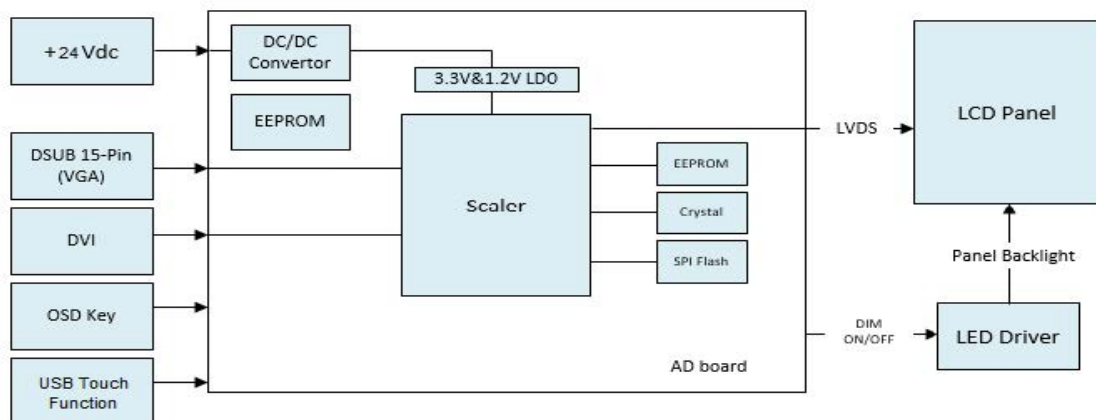 +24 Vdc
DC/DC
Convertor
3.3V&1.2V LDO
EEPROM
DSUB 15-Pin
(VGA)
DVI
OSD Key
USB Touch
Function
Scaler
EEPROM
Crystal
SPI Flash
AD board
LVDS
LCD Panel
Panel Backlight
DIM
ON/OFF
LED Driver